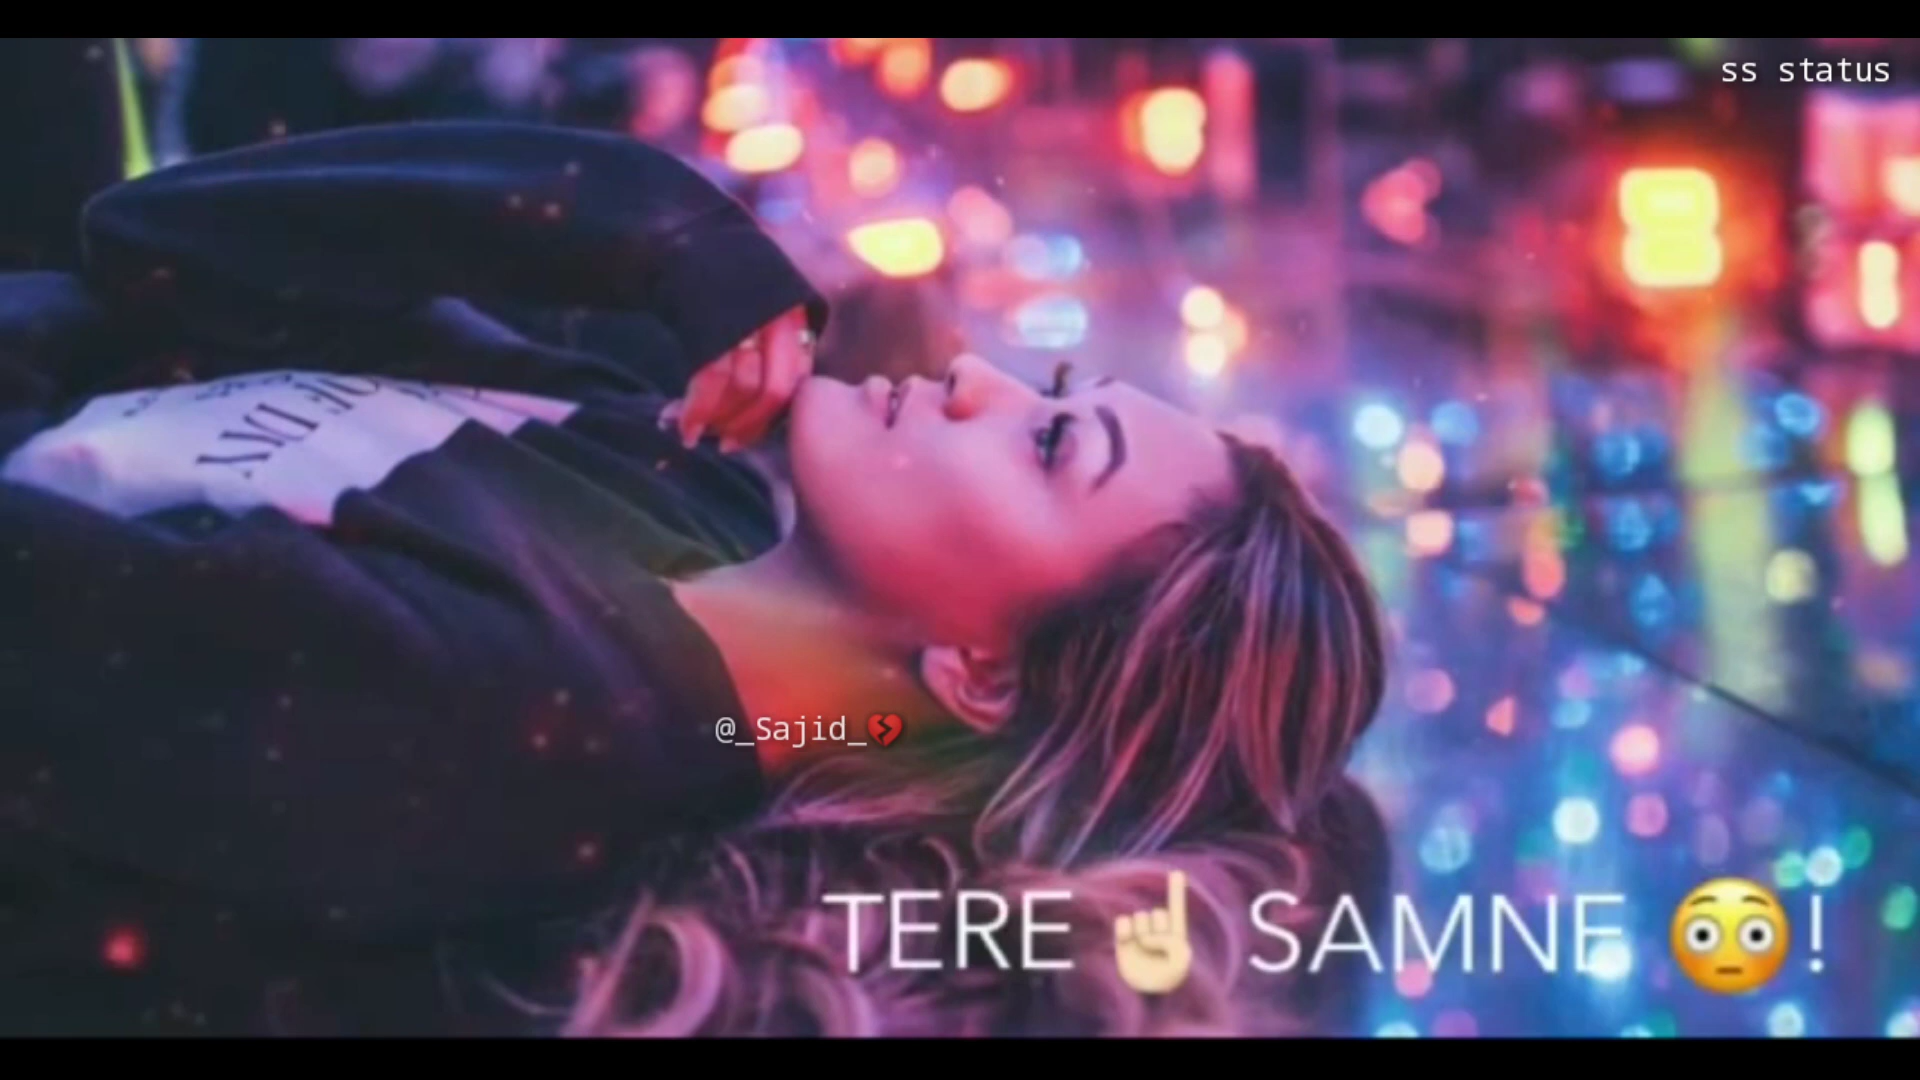 ss status
@_Sajid_💔
TERE ☝ SAMNE 😳!